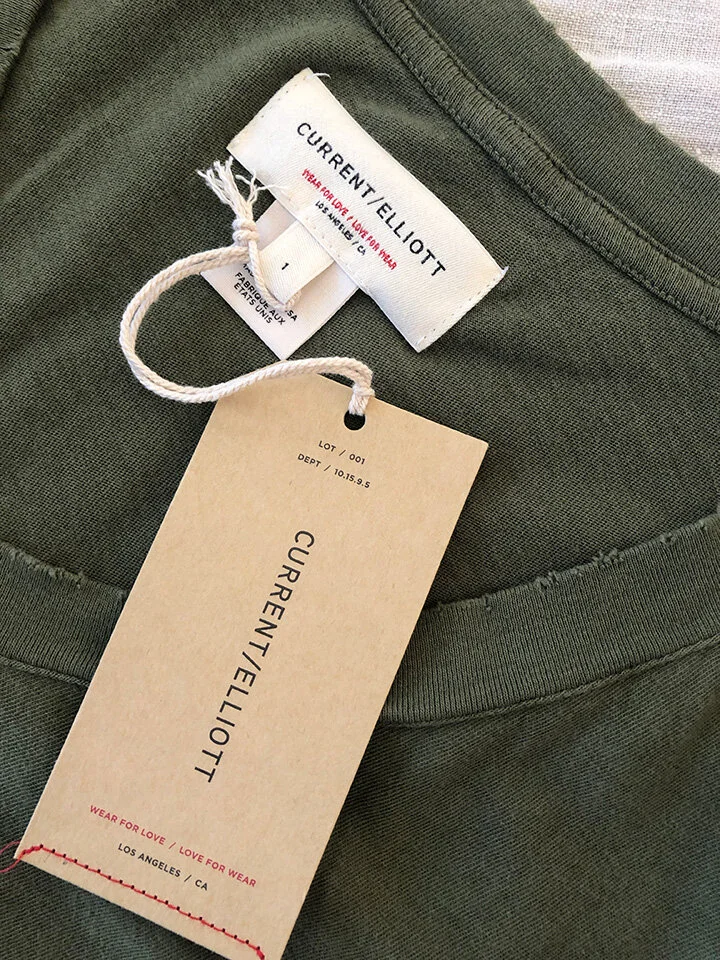 CURRENT/ELLIOTT
WEAR FOR LOVE / LOVE FOR WEAR
LOS ANGELES / CA
1
FABRIQUE AUX
ETATS UNIS
LOT / 001
DEPT / 10.15.9.5
CURRENT/ELLIOTT
WEAR FOR LOVE / LOVE FOR WEAR
LOS ANGELES / CA